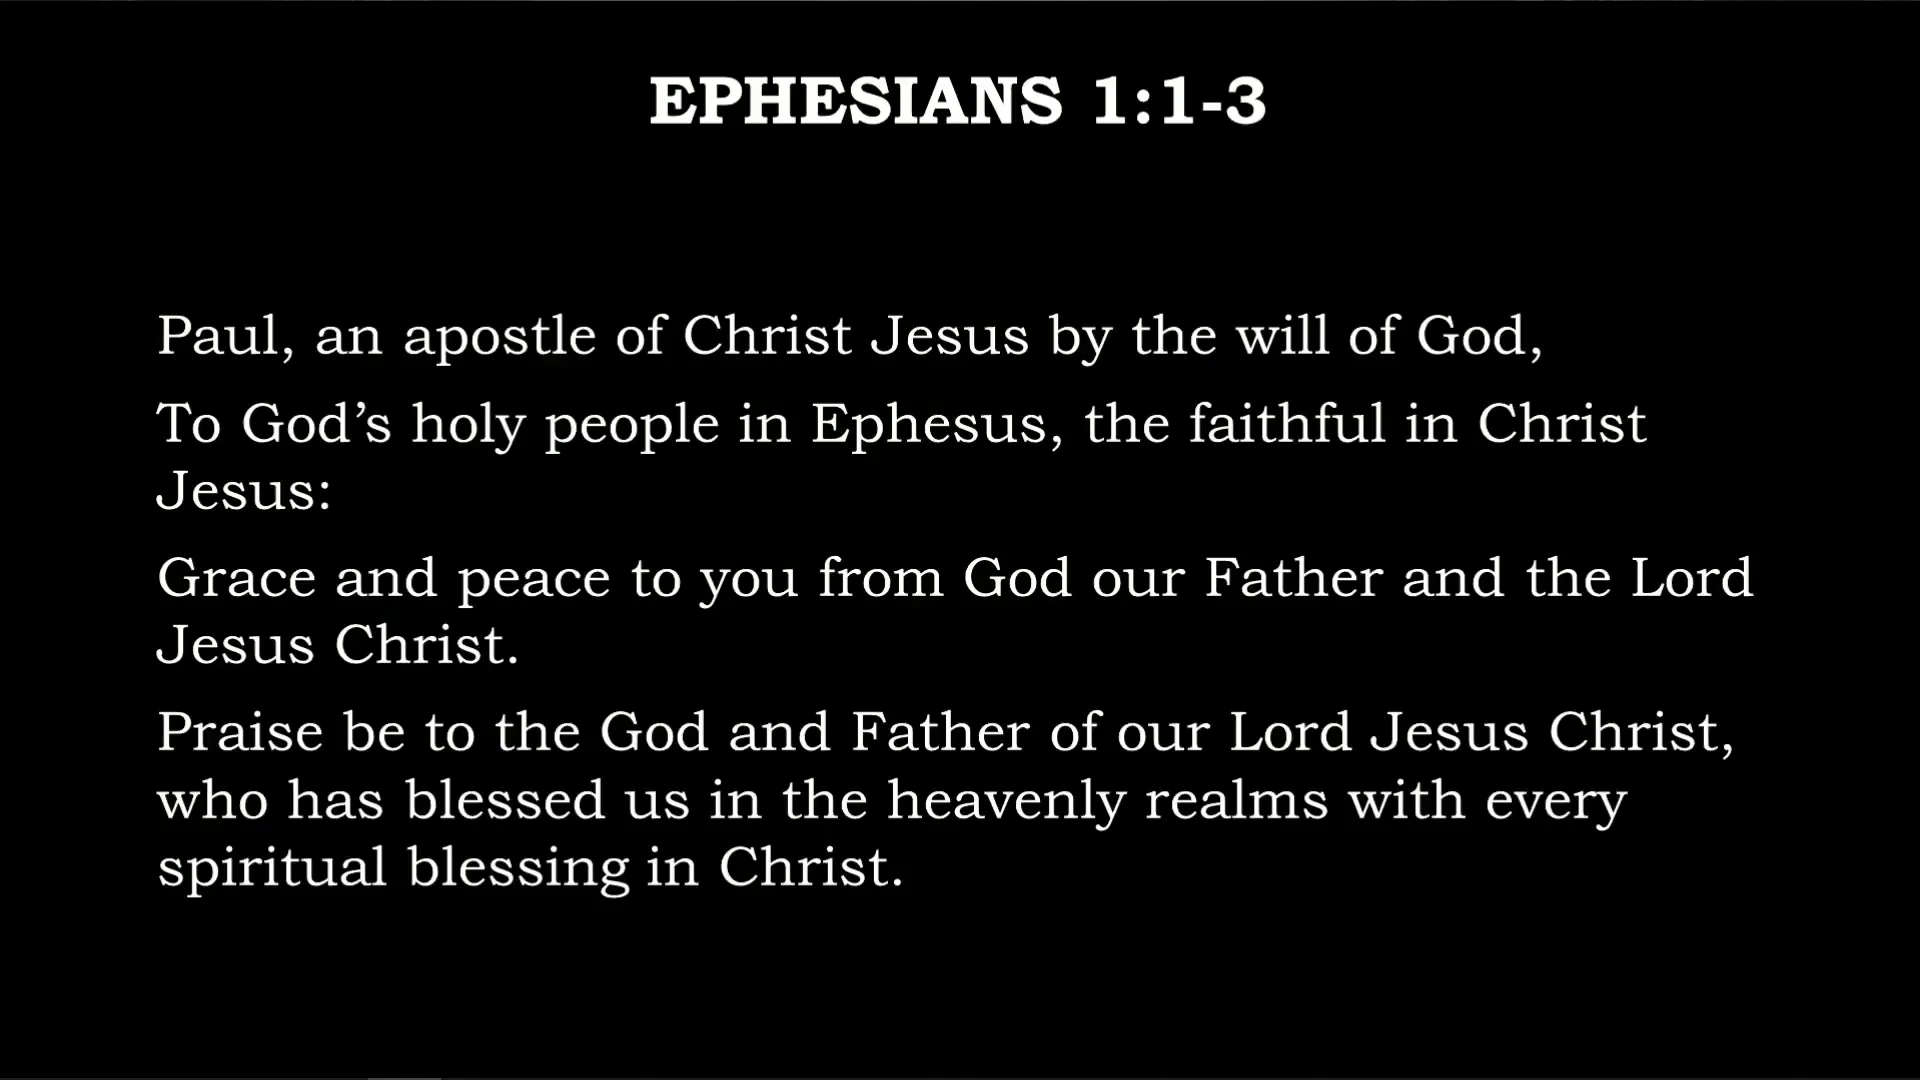 EPHESIANS 1:1-3
Paul, an apostle of Christ Jesus by the will of God,
To God’s holy people in Ephesus, the faithful in Christ
Jesus:
Grace and peace to you from God our Father and the Lord
Jesus Christ.
Praise be to the God and Father of our Lord Jesus Christ,
who has blessed us in the heavenly realms with every
spiritual blessing in Christ.